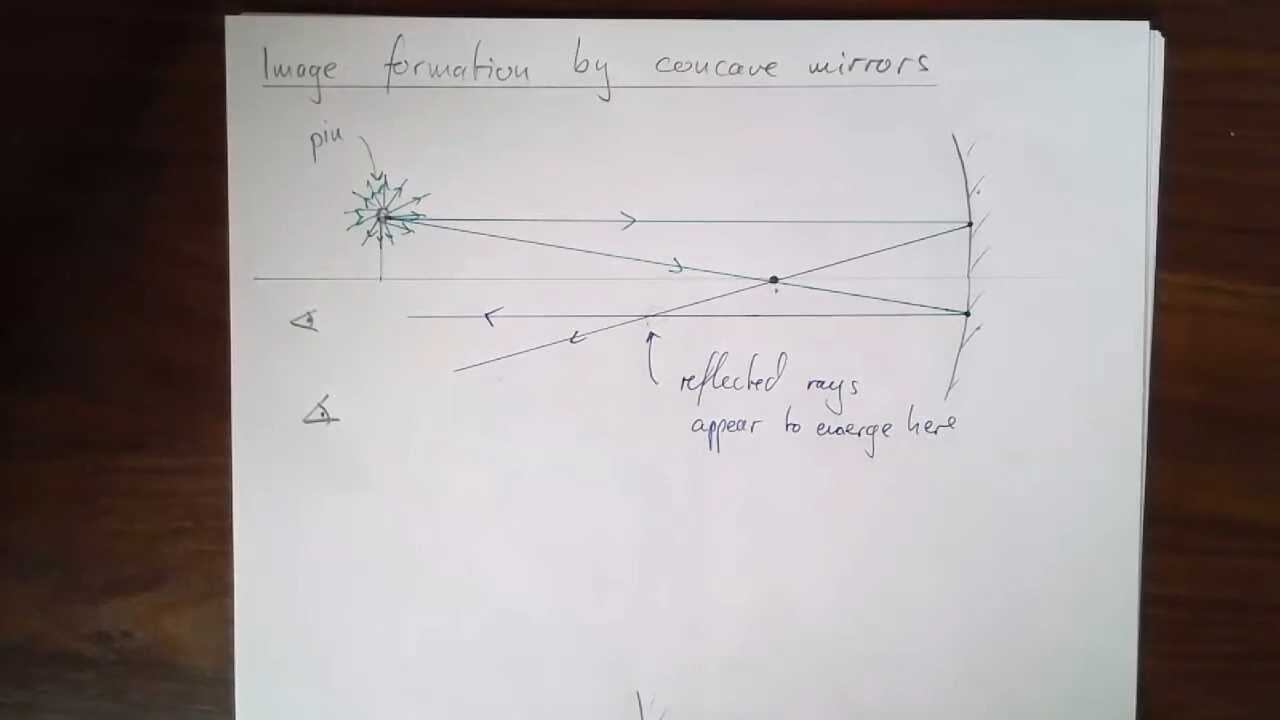 Image formation by concave mirrors
pin
reflected rays
appear to emerge here